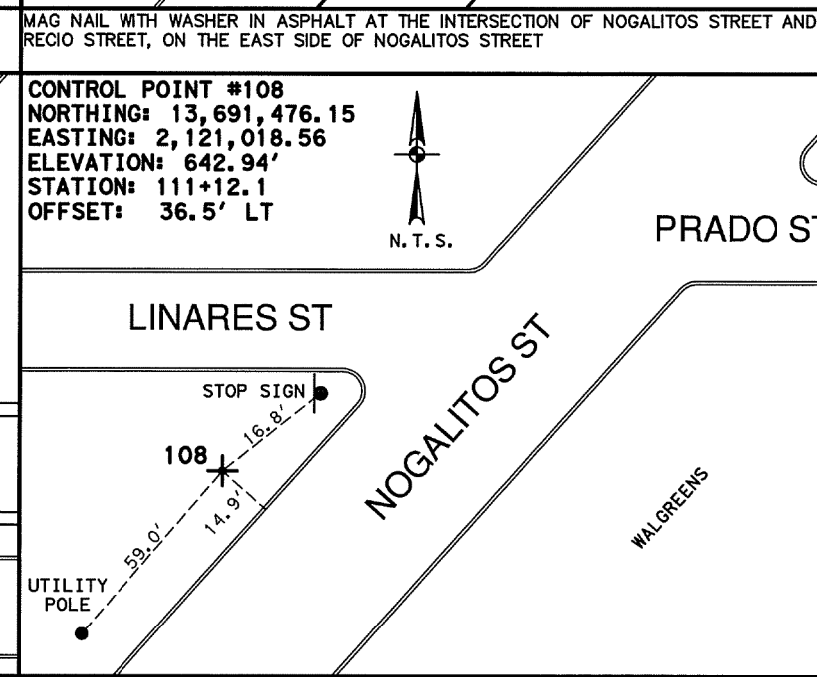 MAG NAIL WITH WASHER IN ASPHALT AT THE INTERSECTION OF NOGALITOS STREET AND
RECIO STREET, ON THE EAST SIDE OF NOGALITOS STREET
CONTROL POINT #108
NORTHING: 13,691,476.15
EASTING: 2,121,018.56
ELEVATION: 642.94'
STATION: 111+12.1
OFFSET: 36.5' LT
N.T.S.
PRADO ST
LINARES ST
NOGALITOS ST
STOP SIGN
16.8'
108
14.9'
59.0'
WALGREENS
UTILITY
POLE